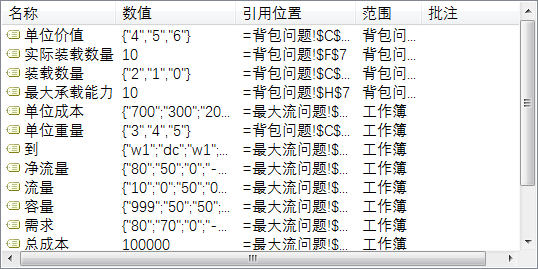 名称 数值 引用位置 范围 批注
单位价值 {"4","5","6"} =背包问题!$C$... 背包问...
实际装载数量 10 =背包问题!$F$7 背包问...
装载数量 {"2","1","0"} =背包问题!$C$... 背包问...
最大承载能力 10 =背包问题!$H$7 背包问...
单位成本 {"700";"300";"20... =最大流问题!$... 工作簿
单位重量 {"3","4","5"} =背包问题!$C$... 工作簿
到 {"w1";"dc";"w1";... =最大流问题!$... 工作簿
净流量 {"80";"50";"0";"-... =最大流问题!$... 工作簿
流量 {"10";"0";"50";"0... =最大流问题!$... 工作簿
容量 {"999";"50";"50";... =最大流问题!$... 工作簿
需求 {"80";"70";"0";"-... =最大流问题!$... 工作簿
总成本 100000 =最大流问题!$... 工作簿